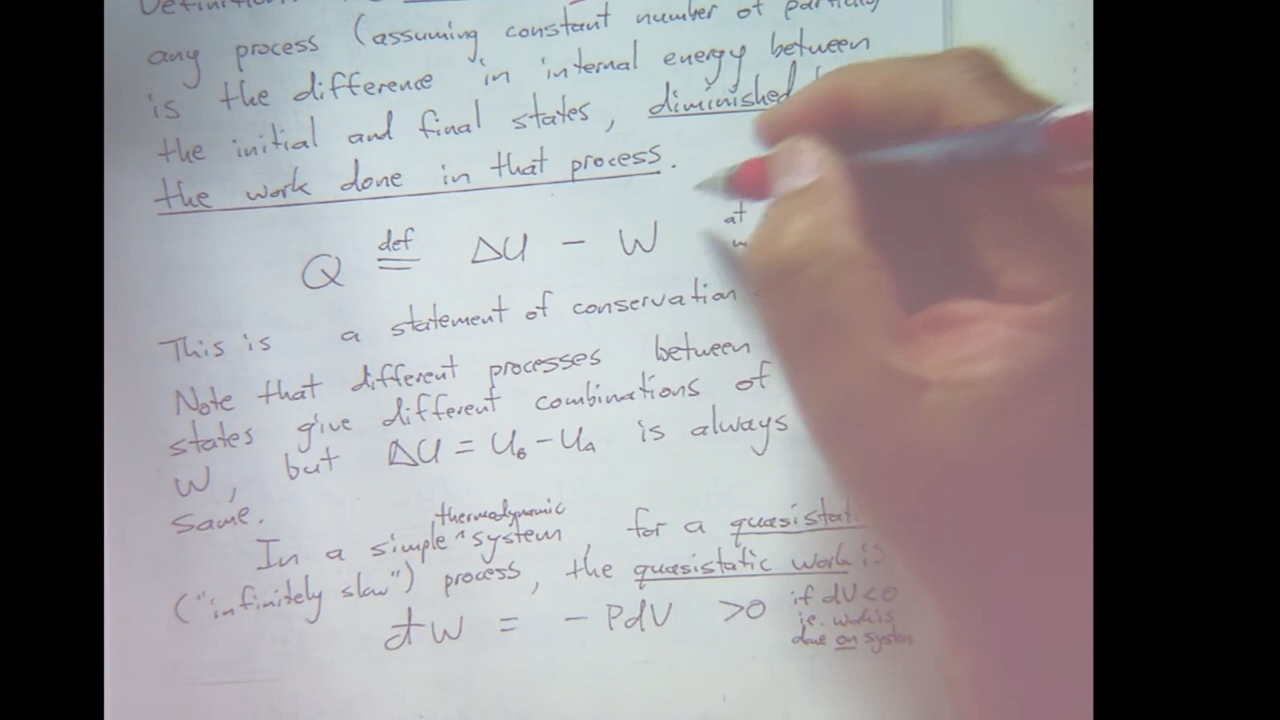 Definition:
any process (assuming constant number of particles)
is the difference in internal energy between
the initial and final states, diminished
the work done in that process.
at
Q def = ΔU - W
This is a statement of conservation
Note that different processes between
states give different combinations of
W, but ΔU = U_B - U_A is always
same.
In a simple ^thermodynamic system, for a quasistati
("infinitely slow") process, the quasistatic work is
đW = - PdV >0 if dV<0
i.e. work is
done on system